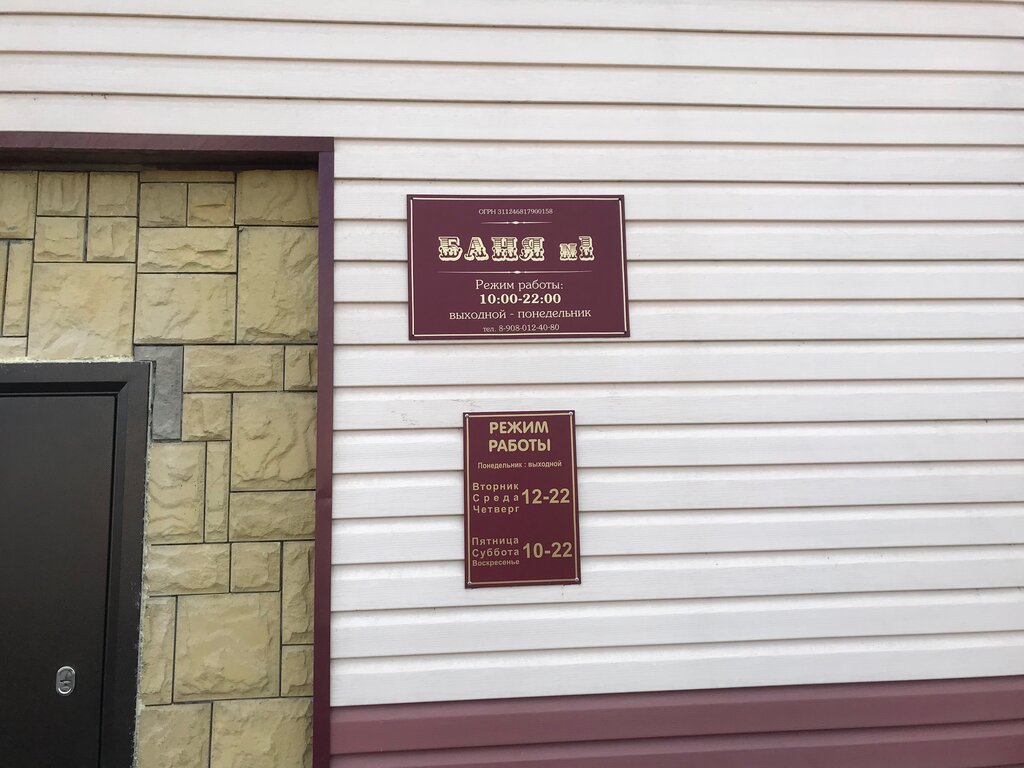 ОГРН 311246817900158
БАНЯ №1
Режим работы:
10:00-22:00
выходной - понедельник
тел. 8-908-012-40-80
РЕЖИМ
РАБОТЫ
Понедельник : выходной
Вторник
Среда 12-22
Четверг
Пятница
Суббота 10-22
Воскресенье